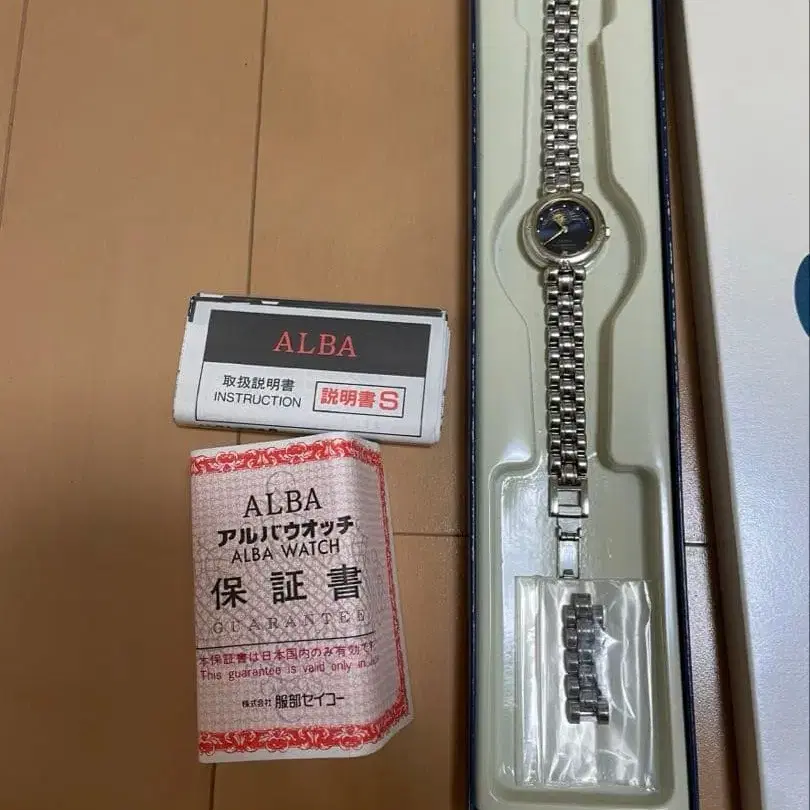 ALBA
取扱説明書
INSTRUCTION
説明書S
ALBA
アルバウオッチ
ALBA WATCH
保証書
GUARANTEE
本保証書は日本国内のみ有効で
This guarantee is valid only in
株式会社 服部セイコー